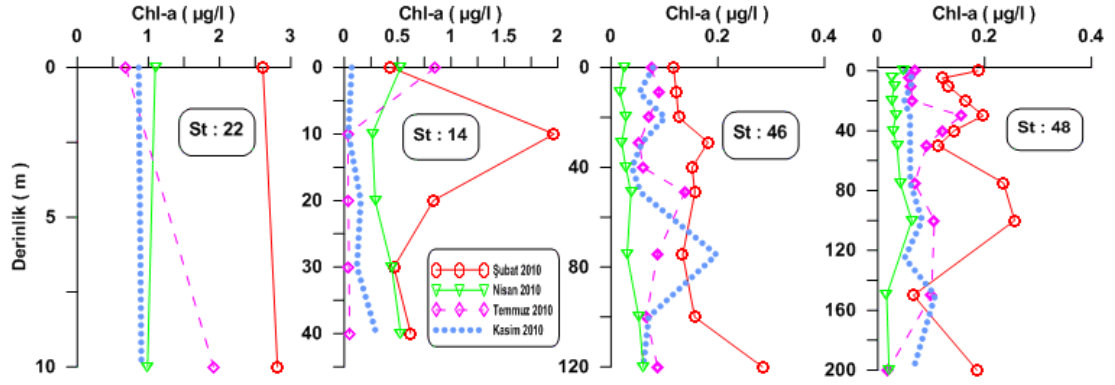 Chl-a ( µg/l ) Chl-a ( µg/l ) Chl-a ( µg/l ) Chl-a ( µg/l )
0 1 2 3 0 0.5 1 1.5 2 0 0.2 0.4 0 0.2 0.4
Derinlik ( m )
0
5
10
St : 22
0
10
20
30
40
St : 14
Şubat 2010
Nisan 2010
Temmuz 2010
Kasim 2010
0
40
80
120
St : 46
0
40
80
120
160
200
St : 48